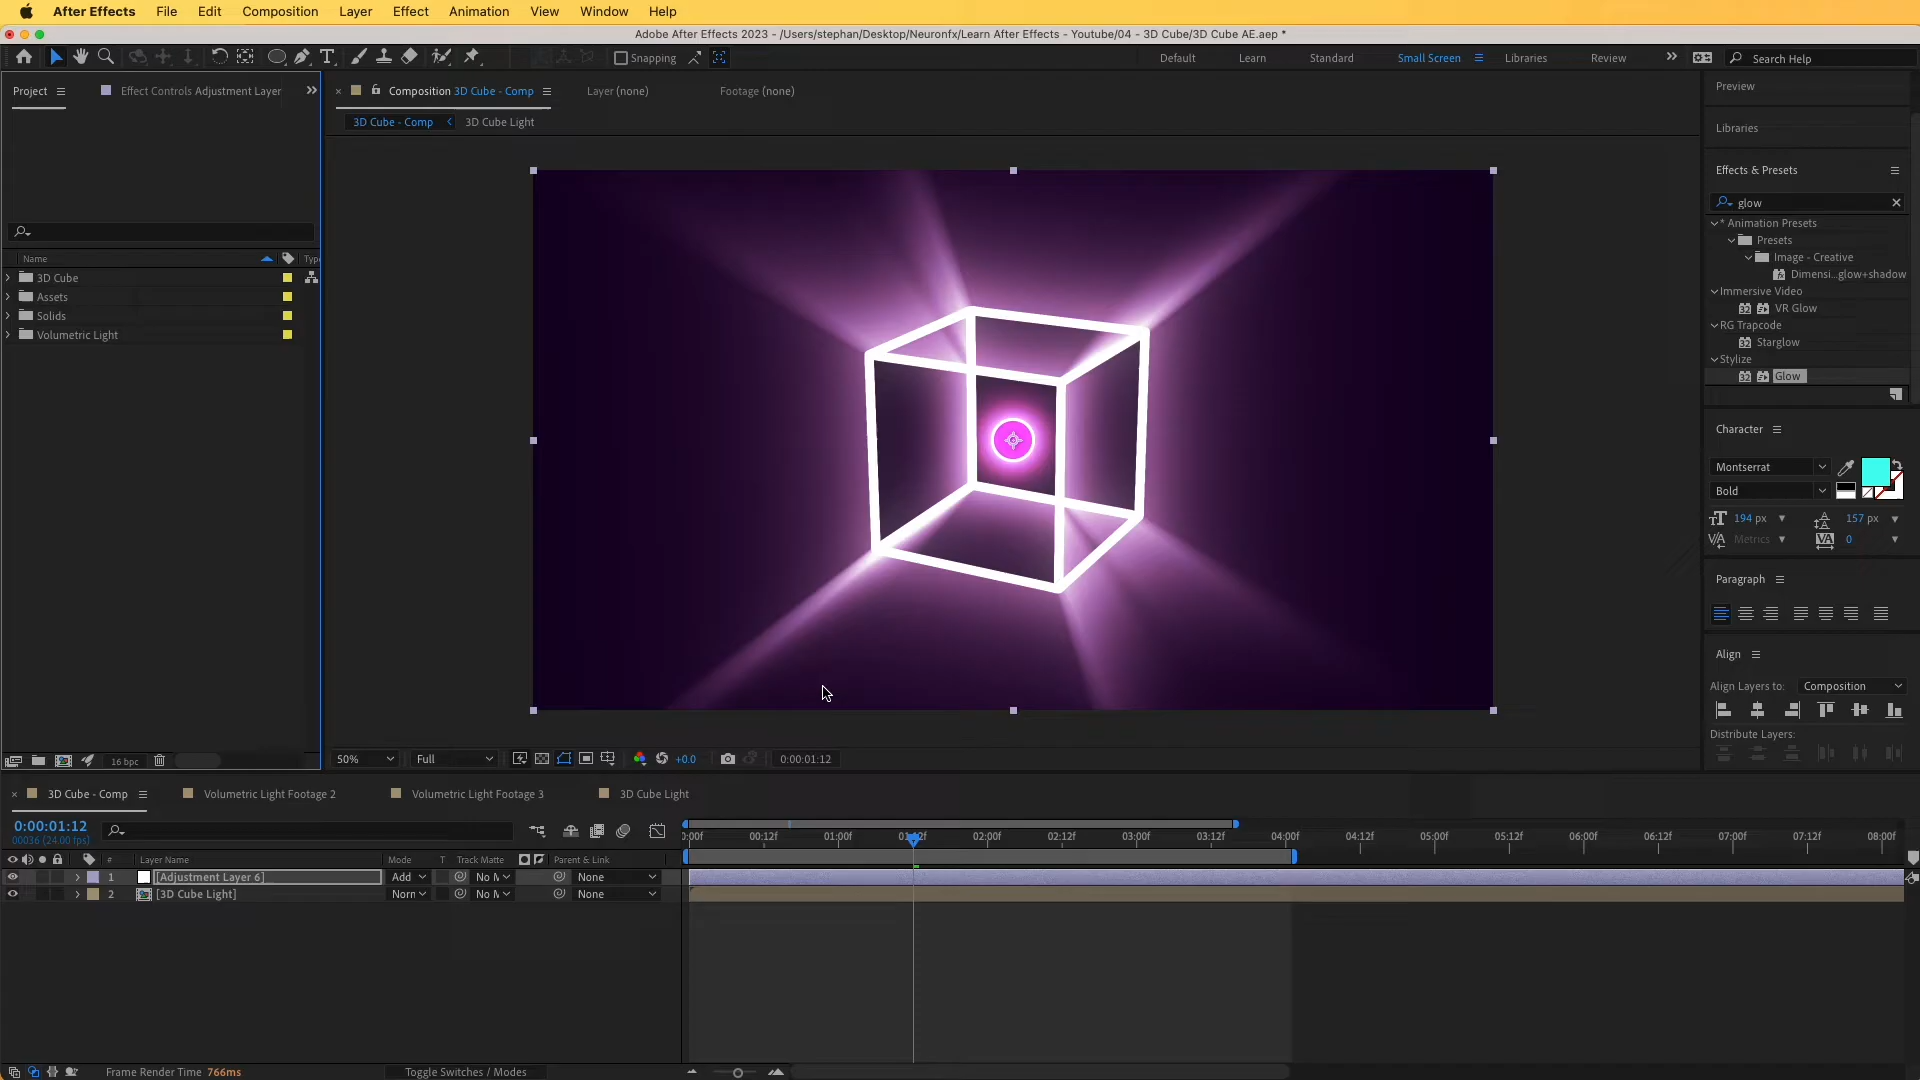 After Effects File Edit Composition Layer Effect Animation View Window Help
Adobe After Effects 2023 - /Users/stephan/Desktop/Neuronfx/Learn After Effects - Youtube/04 - 3D Cube/3D Cube AE.aep *
Snapping Default Learn Standard Small Screen Libraries Review Search Help
Project Effect Controls Adjustment Layer Composition 3D Cube - Comp Layer (none) Footage (none)
3D Cube - Comp 3D Cube Light
Name Type
3D Cube
Assets
Solids
Volumetric Light
16 bpc
50% Full +0.0 0:00:01:12
Preview
Libraries
Effects & Presets
glow
* Animation Presets
Presets
Image - Creative
Dimensi...glow+shadow
Immersive Video
VR Glow
RG Trapcode
Starglow
Stylize
Glow
Character
Montserrat
Bold
194 px 157 px
Metrics 0
Paragraph
Align
Align Layers to: Composition
Distribute Layers:
3D Cube - Comp Volumetric Light Footage 2 Volumetric Light Footage 3 3D Cube Light
0:00:01:12
00036 (24.00 fps)
00:12f 01:00f 02:00f 02:12f 03:00f 03:12f 04:00f 04:12f 05:00f 05:12f 06:00f 06:12f 07:00f 07:12f 08:00f
# Layer Name Mode T Track Matte Parent & Link
1 [Adjustment Layer 6] Add No M None
2 [3D Cube Light] Norn No M None
Frame Render Time 766ms Toggle Switches / Modes